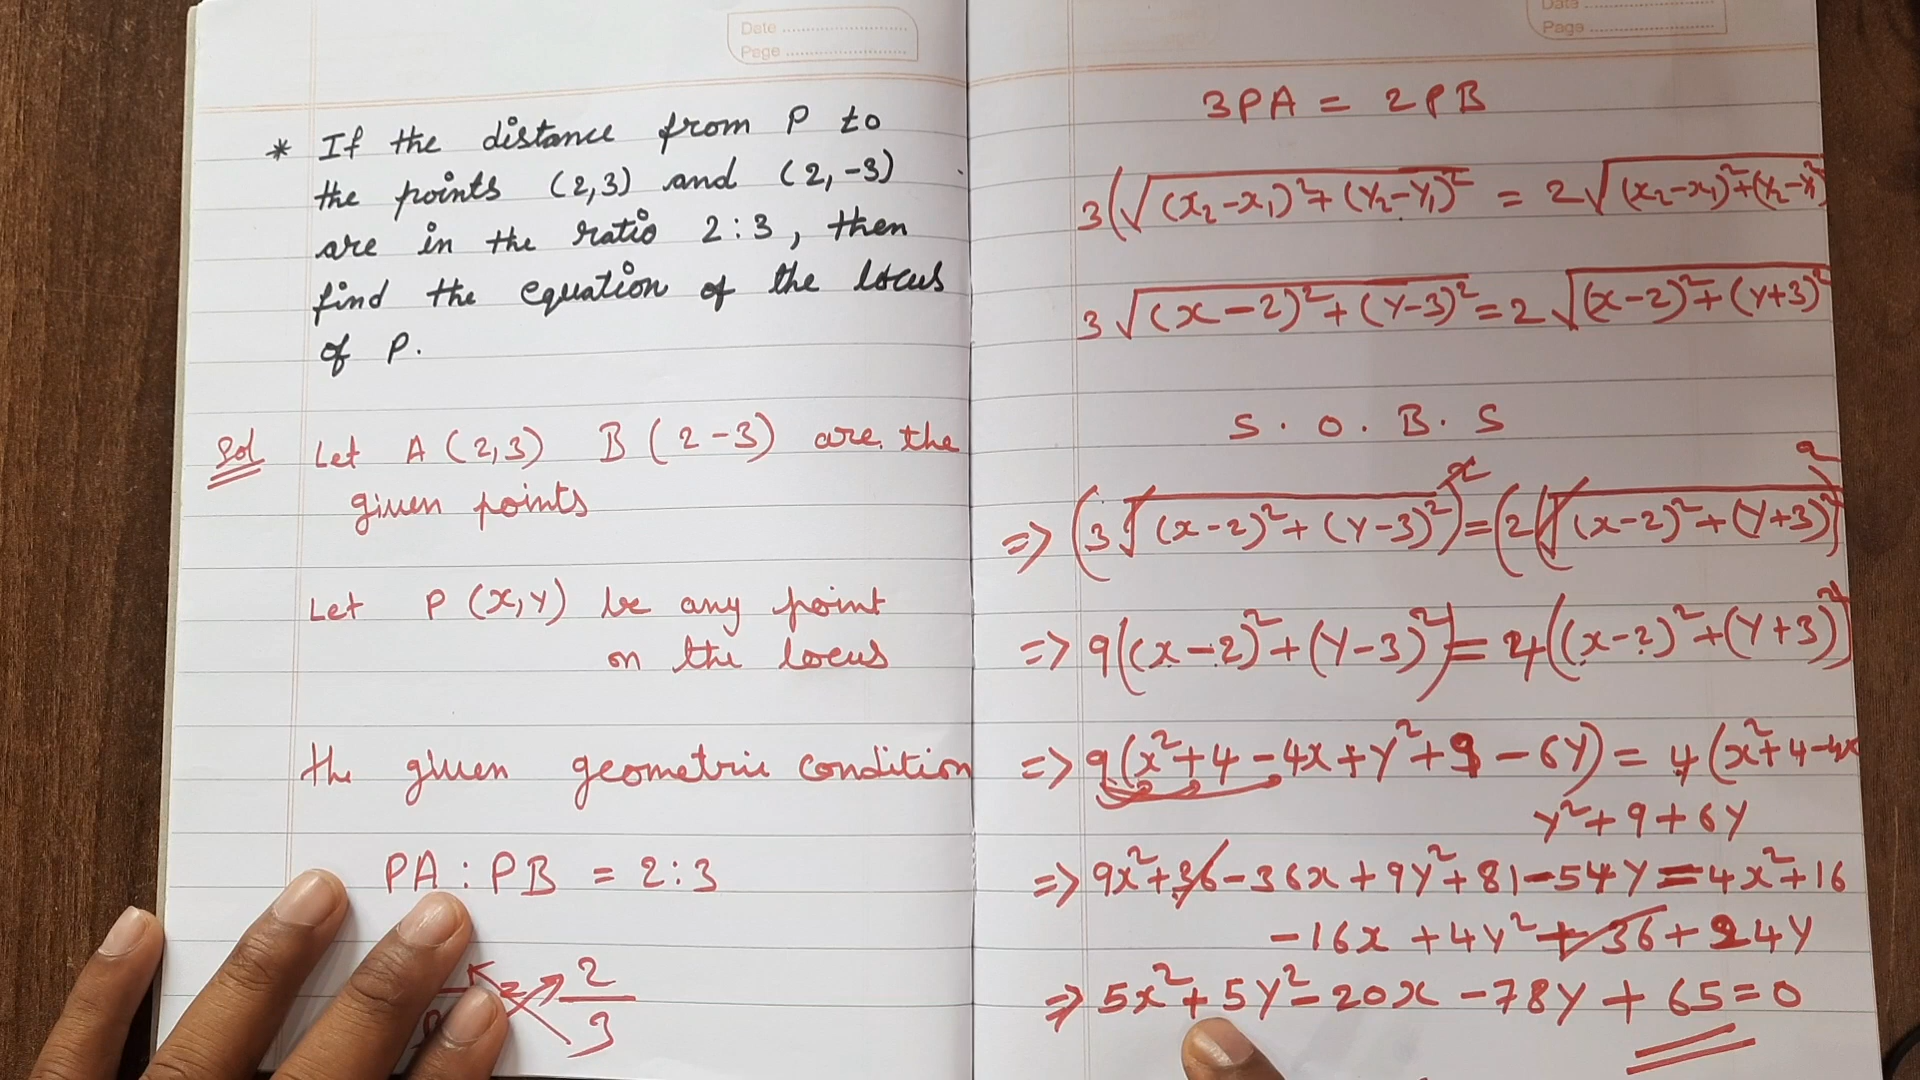 Date
Page
* If the distance from P to
the points (2,3) and (2,-3)
are in the ratio 2:3, then
find the equation of the locus
of P.
Sol Let A(2,3) B(2-3) are the
given points
Let P(x,y) be any point
on the locus
the given geometric condition
PA : PB = 2:3
= 2/3
Date
Page
3PA = 2PB
3(√(x₂-x₁)²+(y₂-y₁)² = 2√(x₂-x₁)²+(y₂-y₁)²
3√(x-2)²+(y-3)² = 2√(x-2)²+(y+3)²
S.O.B.S
=> (3√(x-2)²+(y-3)²)² = (2(√(x-2)²+(y+3)²)²
=> 9((x-2)²+(y-3)²) = 4((x-2)²+(y+3)²)
=> 9(x²+4-4x+y²+9-6y) = 4(x²+4-4x
y²+9+6y
=> 9x²+36-36x+9y²+81-54y = 4x²+16
-16x+4y²+36+24y
=> 5x²+5y²-20x-78y+65=0